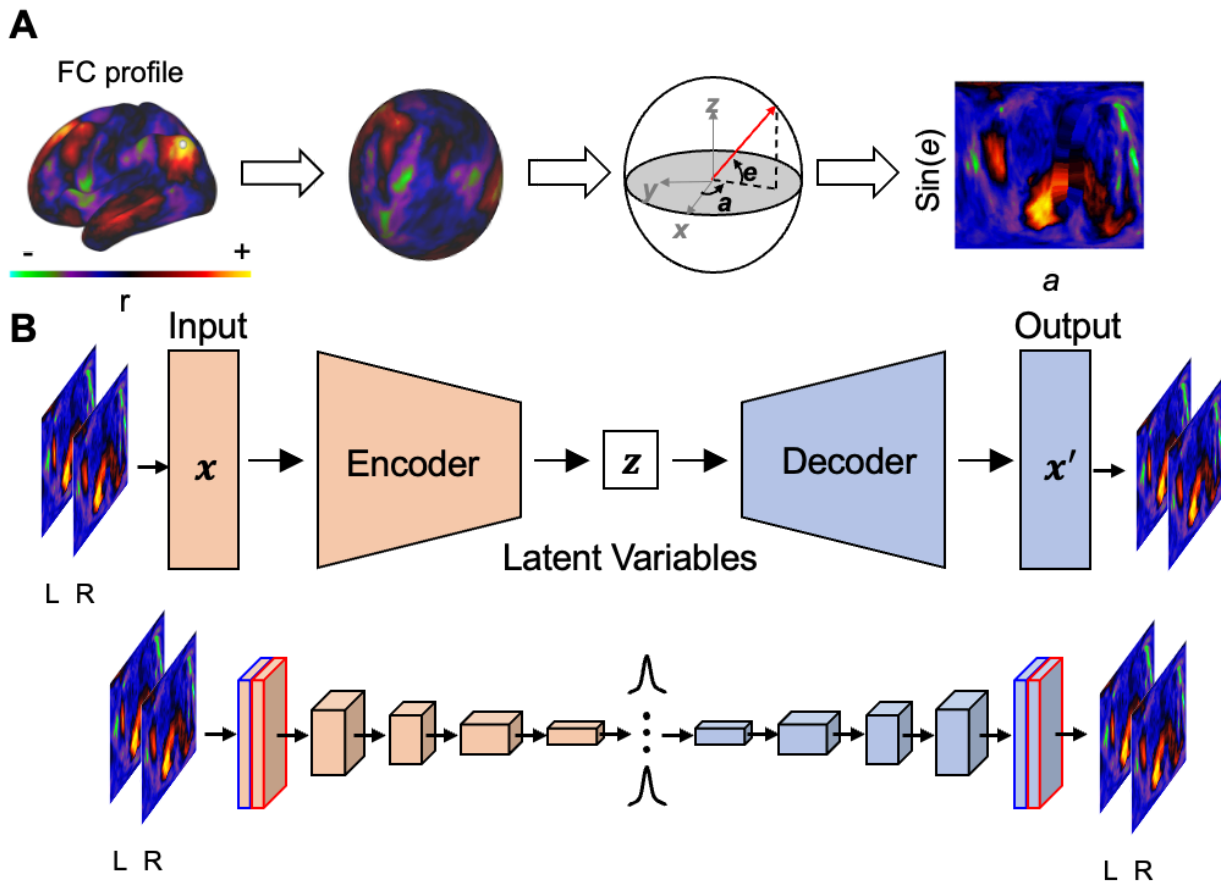 A
FC profile
- +
r
z
y
x
e
a
Sin(e)
a
B
Input
Output
x
Encoder
z
Decoder
x′
Latent Variables
L R
L R
L R